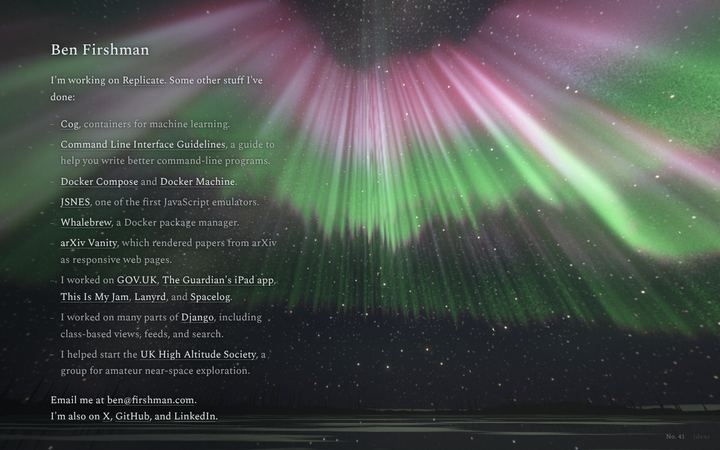 Ben Firshman
I'm working on Replicate. Some other stuff I've
done:
– Cog, containers for machine learning.
– Command Line Interface Guidelines, a guide to
help you write better command-line programs.
– Docker Compose and Docker Machine.
– JSNES, one of the first JavaScript emulators.
– Whalebrew, a Docker package manager.
– arXiv Vanity, which rendered papers from arXiv
as responsive web pages.
– I worked on GOV.UK, The Guardian's iPad app,
This Is My Jam, Lanyrd, and Spacelog.
– I worked on many parts of Django, including
class-based views, feeds, and search.
– I helped start the UK High Altitude Society, a
group for amateur near-space exploration.
Email me at ben@firshman.com.
I'm also on X, GitHub, and LinkedIn.
No. 41